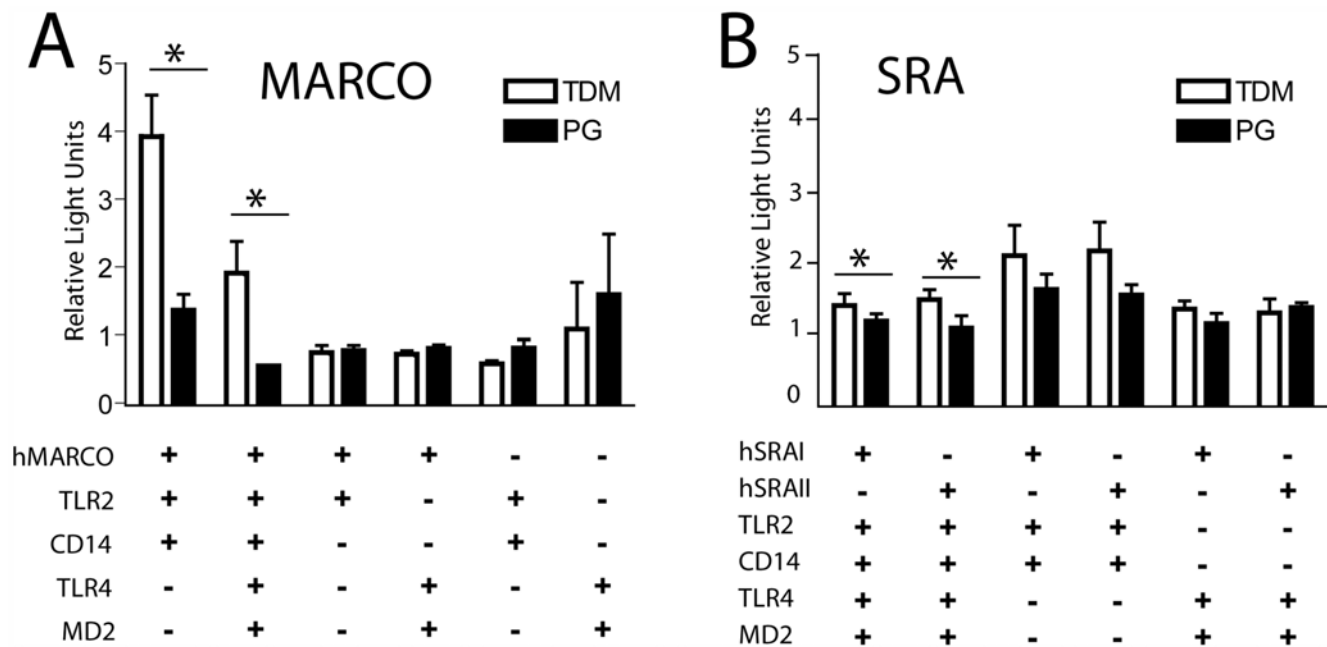 A
MARCO
*
*
TDM
PG
Relative Light Units
5
4
3
2
1
0
hMARCO + + + + - -
TLR2 + + + - + -
CD14 + + - - + -
TLR4 - + - + - +
MD2 - + - + - +
B
SRA
*
*
TDM
PG
Relative Light Units
5
4
3
2
1
0
hSRAI + - + - + -
hSRAII - + - + - +
TLR2 + + + + - -
CD14 + + + + - -
TLR4 + + - - + +
MD2 + + - - + +